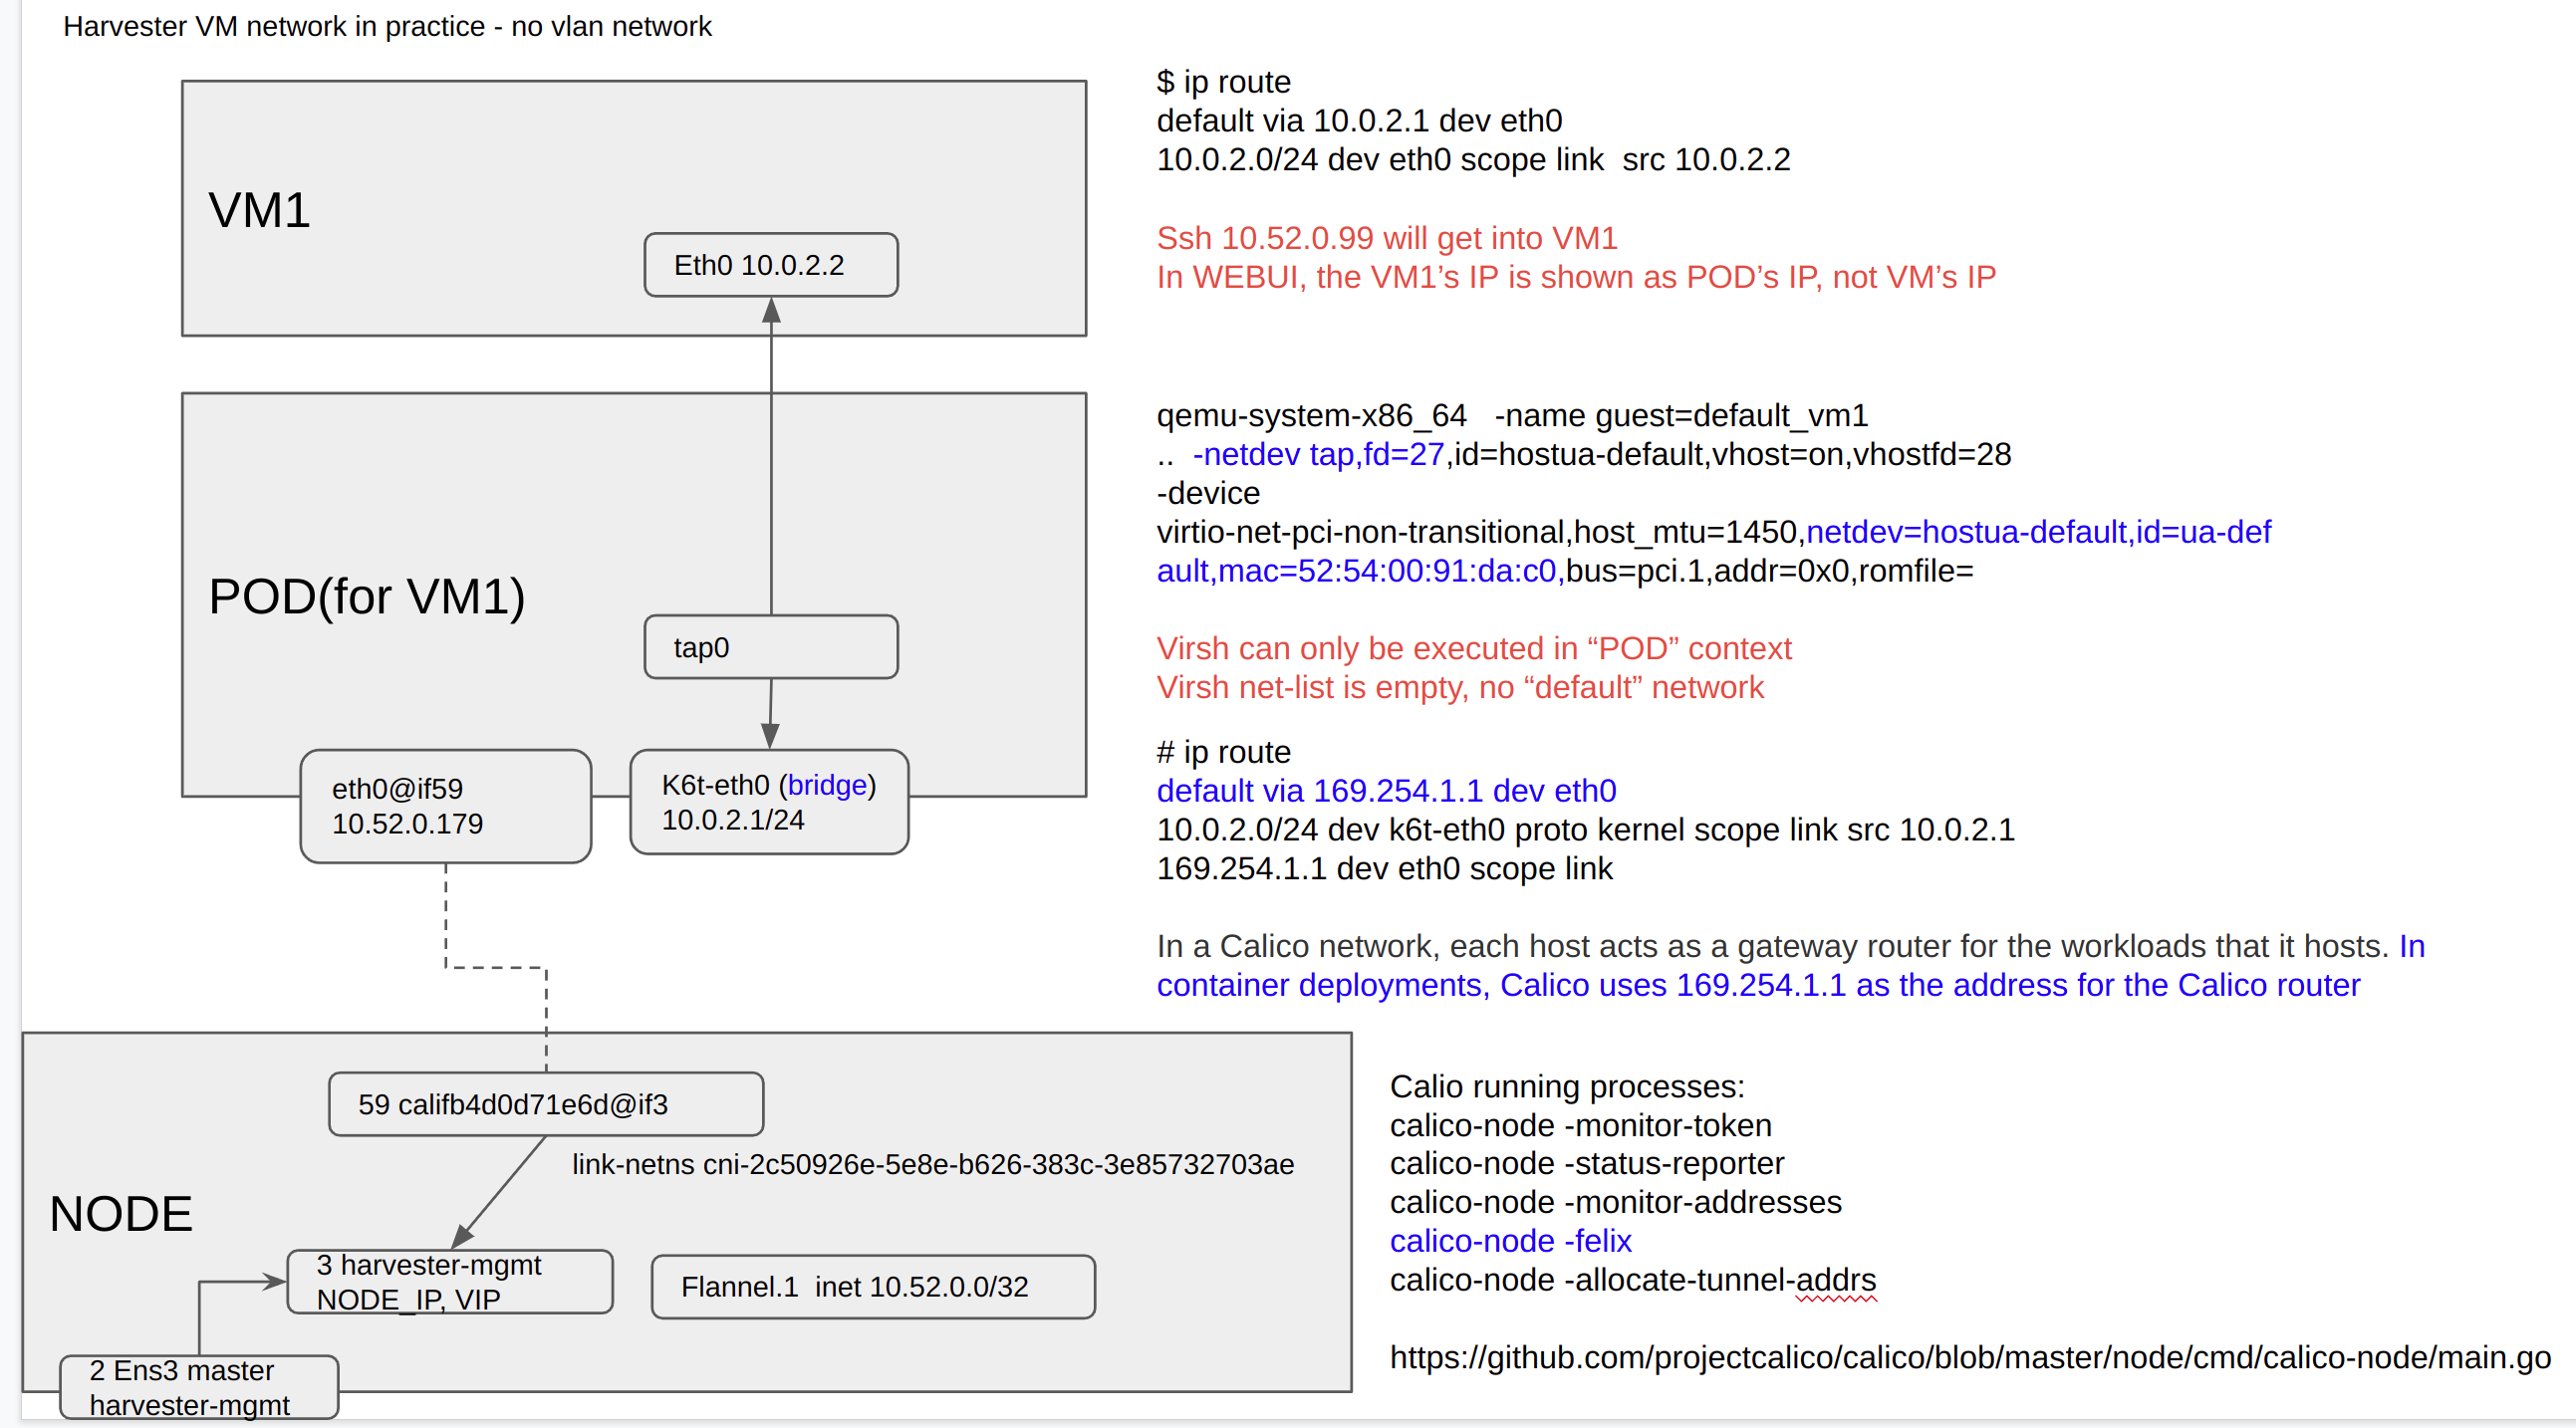 Harvester VM network in practice - no vlan network
VM1
Eth0 10.0.2.2
$ ip route
default via 10.0.2.1 dev eth0
10.0.2.0/24 dev eth0 scope link  src 10.0.2.2
Ssh 10.52.0.99 will get into VM1
In WEBUI, the VM1’s IP is shown as POD’s IP, not VM’s IP
POD(for VM1)
tap0
eth0@if59
10.52.0.179
K6t-eth0 (bridge)
10.0.2.1/24
qemu-system-x86_64   -name guest=default_vm1
..  -netdev tap,fd=27,id=hostua-default,vhost=on,vhostfd=28
-device
virtio-net-pci-non-transitional,host_mtu=1450,netdev=hostua-default,id=ua-def
ault,mac=52:54:00:91:da:c0,bus=pci.1,addr=0x0,romfile=
Virsh can only be executed in “POD” context
Virsh net-list is empty, no “default” network
# ip route
default via 169.254.1.1 dev eth0
10.0.2.0/24 dev k6t-eth0 proto kernel scope link src 10.0.2.1
169.254.1.1 dev eth0 scope link
In a Calico network, each host acts as a gateway router for the workloads that it hosts. In
container deployments, Calico uses 169.254.1.1 as the address for the Calico router
NODE
59 califb4d0d71e6d@if3
link-netns cni-2c50926e-5e8e-b626-383c-3e85732703ae
3 harvester-mgmt
NODE_IP, VIP
Flannel.1  inet 10.52.0.0/32
2 Ens3 master
harvester-mgmt
Calio running processes:
calico-node -monitor-token
calico-node -status-reporter
calico-node -monitor-addresses
calico-node -felix
calico-node -allocate-tunnel-addrs
https://github.com/projectcalico/calico/blob/master/node/cmd/calico-node/main.go